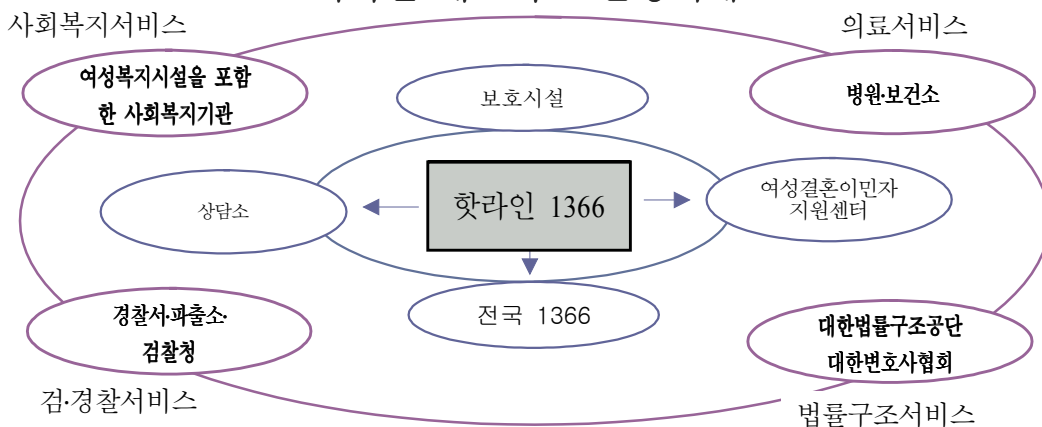 사회복지서비스
의료서비스
여성복지시설을 포함
한 사회복지기관
보호시설
병원·보건소
핫라인 1366
상담소
여성결혼이민자
지원센터
전국 1366
경찰서·파출소·
검찰청
대한법률구조공단
대한변호사협회
검·경찰서비스
법률구조서비스